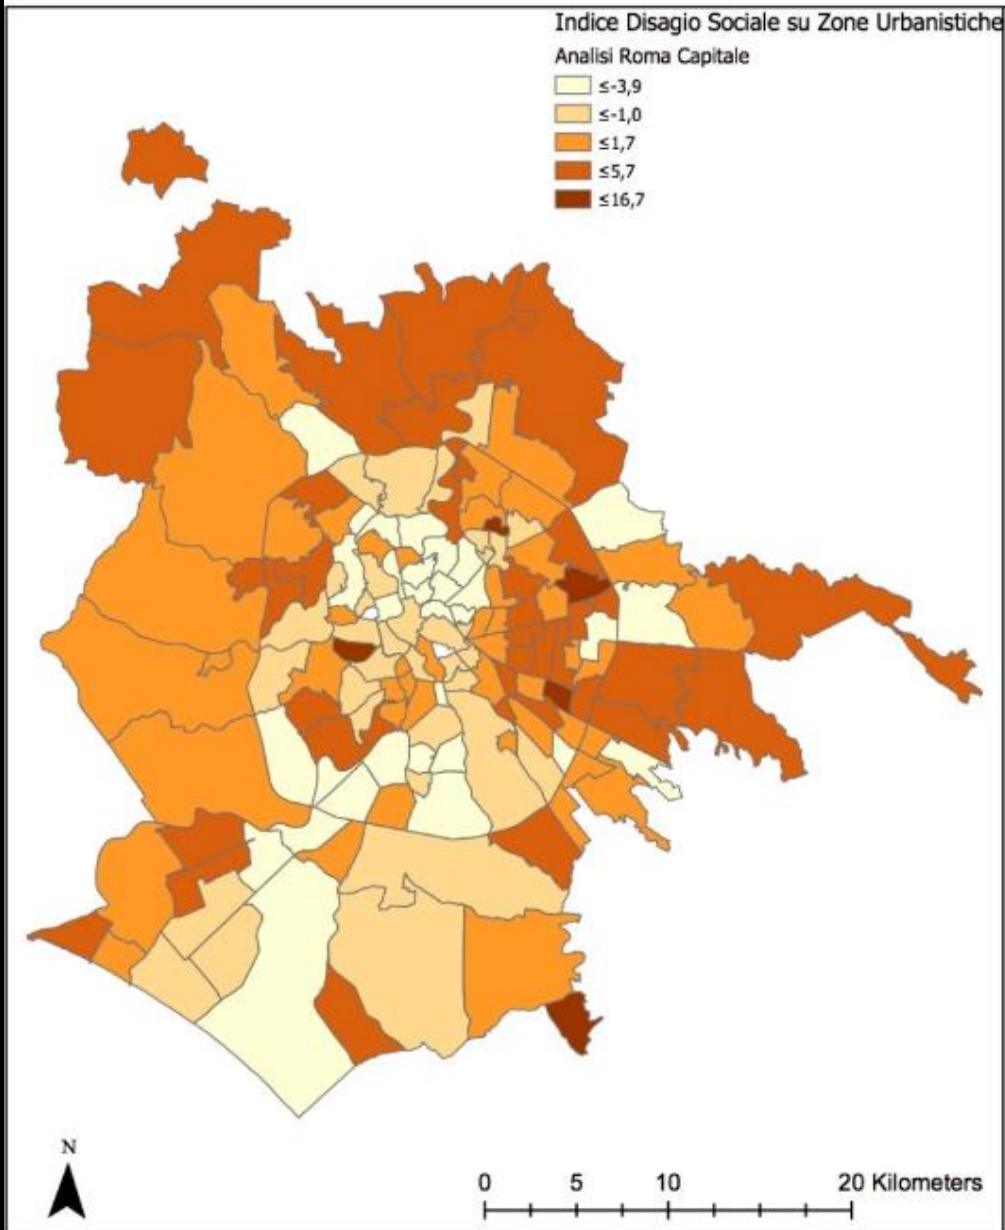 Indice Disagio Sociale su Zone Urbanistiche
Analisi Roma Capitale
≤-3,9
≤-1,0
≤1,7
≤5,7
≤16,7
N
0 5 10 20 Kilometers